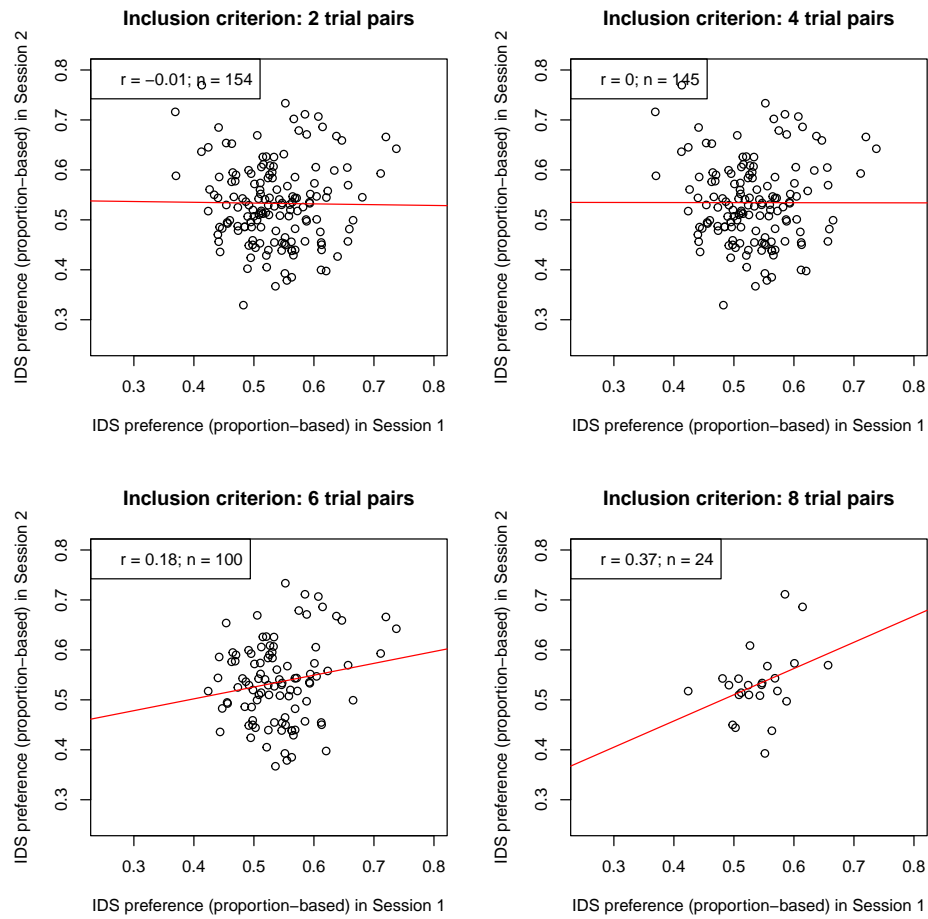 Inclusion criterion: 2 trial pairs
r = −0.01; n = 154
IDS preference (proportion−based) in Session 2
0.8
0.7
0.6
0.5
0.4
0.3
0.3 0.4 0.5 0.6 0.7 0.8
IDS preference (proportion−based) in Session 1
Inclusion criterion: 4 trial pairs
r = 0; n = 145
IDS preference (proportion−based) in Session 2
0.8
0.7
0.6
0.5
0.4
0.3
0.3 0.4 0.5 0.6 0.7 0.8
IDS preference (proportion−based) in Session 1
Inclusion criterion: 6 trial pairs
r = 0.18; n = 100
IDS preference (proportion−based) in Session 2
0.8
0.7
0.6
0.5
0.4
0.3
0.3 0.4 0.5 0.6 0.7 0.8
IDS preference (proportion−based) in Session 1
Inclusion criterion: 8 trial pairs
r = 0.37; n = 24
IDS preference (proportion−based) in Session 2
0.8
0.7
0.6
0.5
0.4
0.3
0.3 0.4 0.5 0.6 0.7 0.8
IDS preference (proportion−based) in Session 1